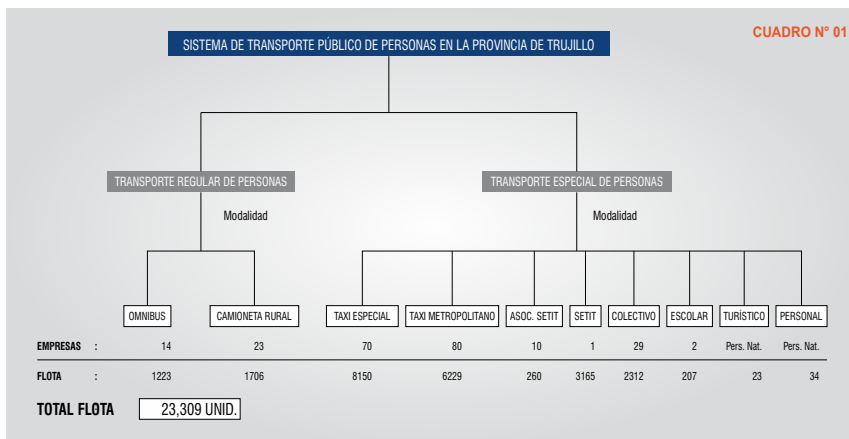 CUADRO N° 01
SISTEMA DE TRANSPORTE PÚBLICO DE PERSONAS EN LA PROVINCIA DE TRUJILLO
TRANSPORTE REGULAR DE PERSONAS
TRANSPORTE ESPECIAL DE PERSONAS
Modalidad
Modalidad
OMNIBUS CAMIONETA RURAL TAXI ESPECIAL TAXI METROPOLITANO ASOC. SETIT SETIT COLECTIVO ESCOLAR TURÍSTICO PERSONAL
EMPRESAS : 14 23 70 80 10 1 29 2 Pers. Nat. Pers. Nat.
FLOTA : 1223 1706 8150 6229 260 3165 2312 207 23 34
TOTAL FLOTA 23,309 UNID.